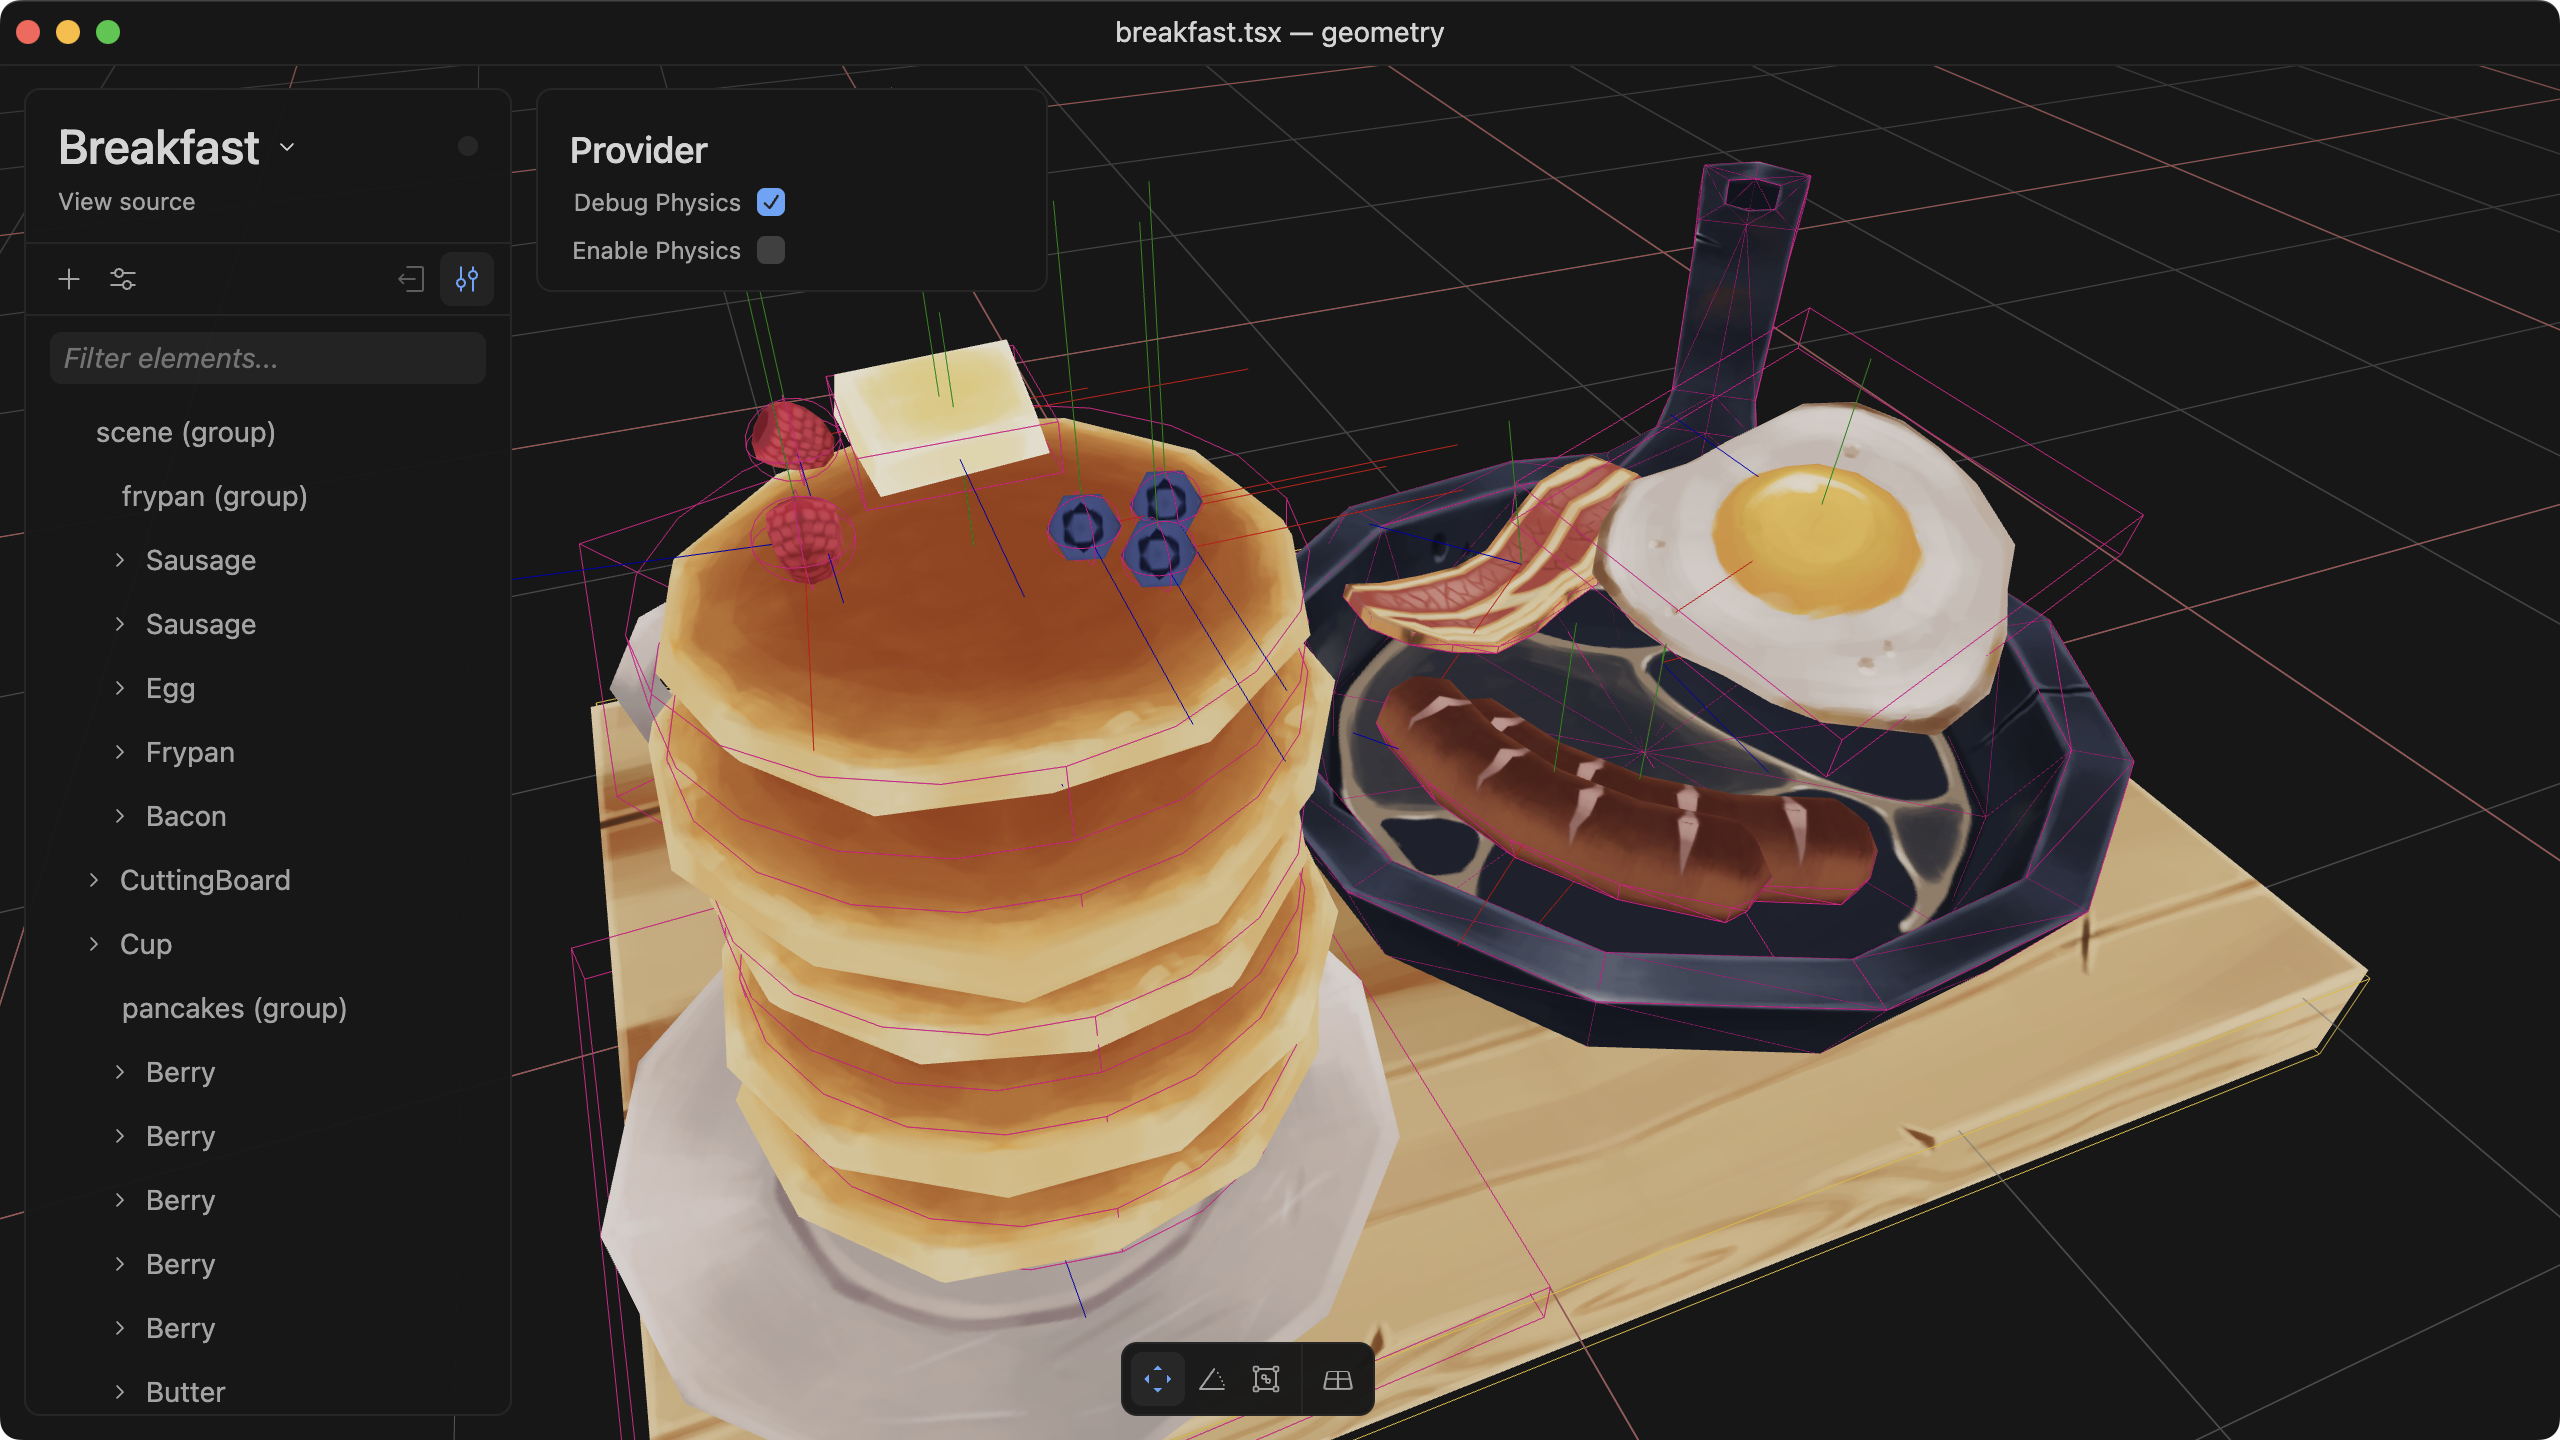 breakfast.tsx — geometry
Breakfast
View source
Filter elements...
scene (group)
frypan (group)
Sausage
Sausage
Egg
Frypan
Bacon
CuttingBoard
Cup
pancakes (group)
Berry
Berry
Berry
Berry
Berry
Butter
Provider
Debug Physics
Enable Physics